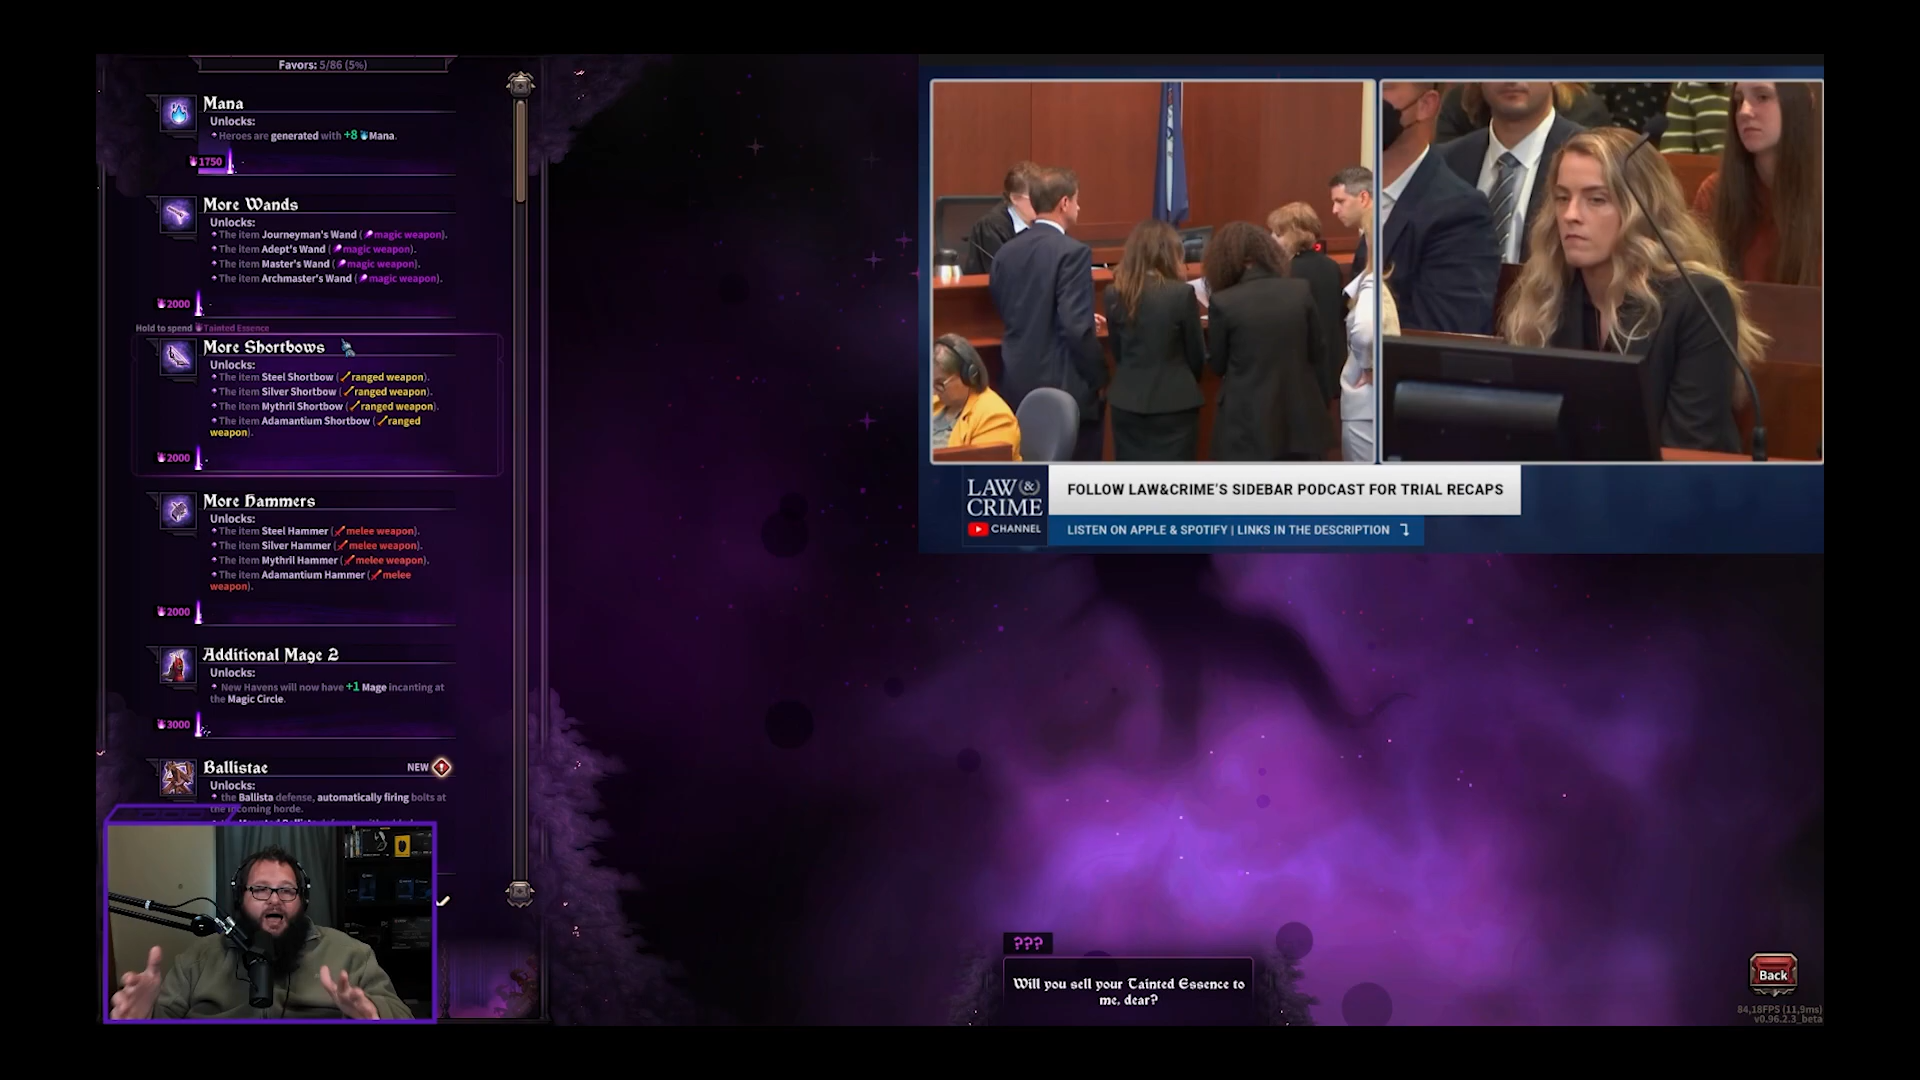 Favors: 5/86 (5%)
Mana
Unlocks:
Heroes are generated with +8 Mana.
1750
More Wands
Unlocks:
The item Journeyman's Wand (magic weapon).
The item Adept's Wand (magic weapon).
The item Master's Wand (magic weapon).
The item Archmaster's Wand (magic weapon).
2000
Hold to spend Tainted Essence
More Shortbows
Unlocks:
The item Steel Shortbow (ranged weapon).
The item Silver Shortbow (ranged weapon).
The item Mythril Shortbow (ranged weapon).
The item Adamantium Shortbow (ranged
weapon).
2000
More Hammers
Unlocks:
The item Steel Hammer (melee weapon).
The item Silver Hammer (melee weapon).
The item Mythril Hammer (melee weapon).
The item Adamantium Hammer (melee
weapon).
2000
Additional Mage 2
Unlocks:
New Havens will now have +1 Mage incanting at
the Magic Circle.
3000
Ballistae
NEW
Unlocks:
the Ballista defense, automatically firing bolts at
the incoming horde.
LAW &
CRIME
CHANNEL
FOLLOW LAW&CRIME'S SIDEBAR PODCAST FOR TRIAL RECAPS
LISTEN ON APPLE & SPOTIFY | LINKS IN THE DESCRIPTION
???
Will you sell your Tainted Essence to
me, dear?
Back
84,18FPS (11,9ms)
v0.96.2.3_beta